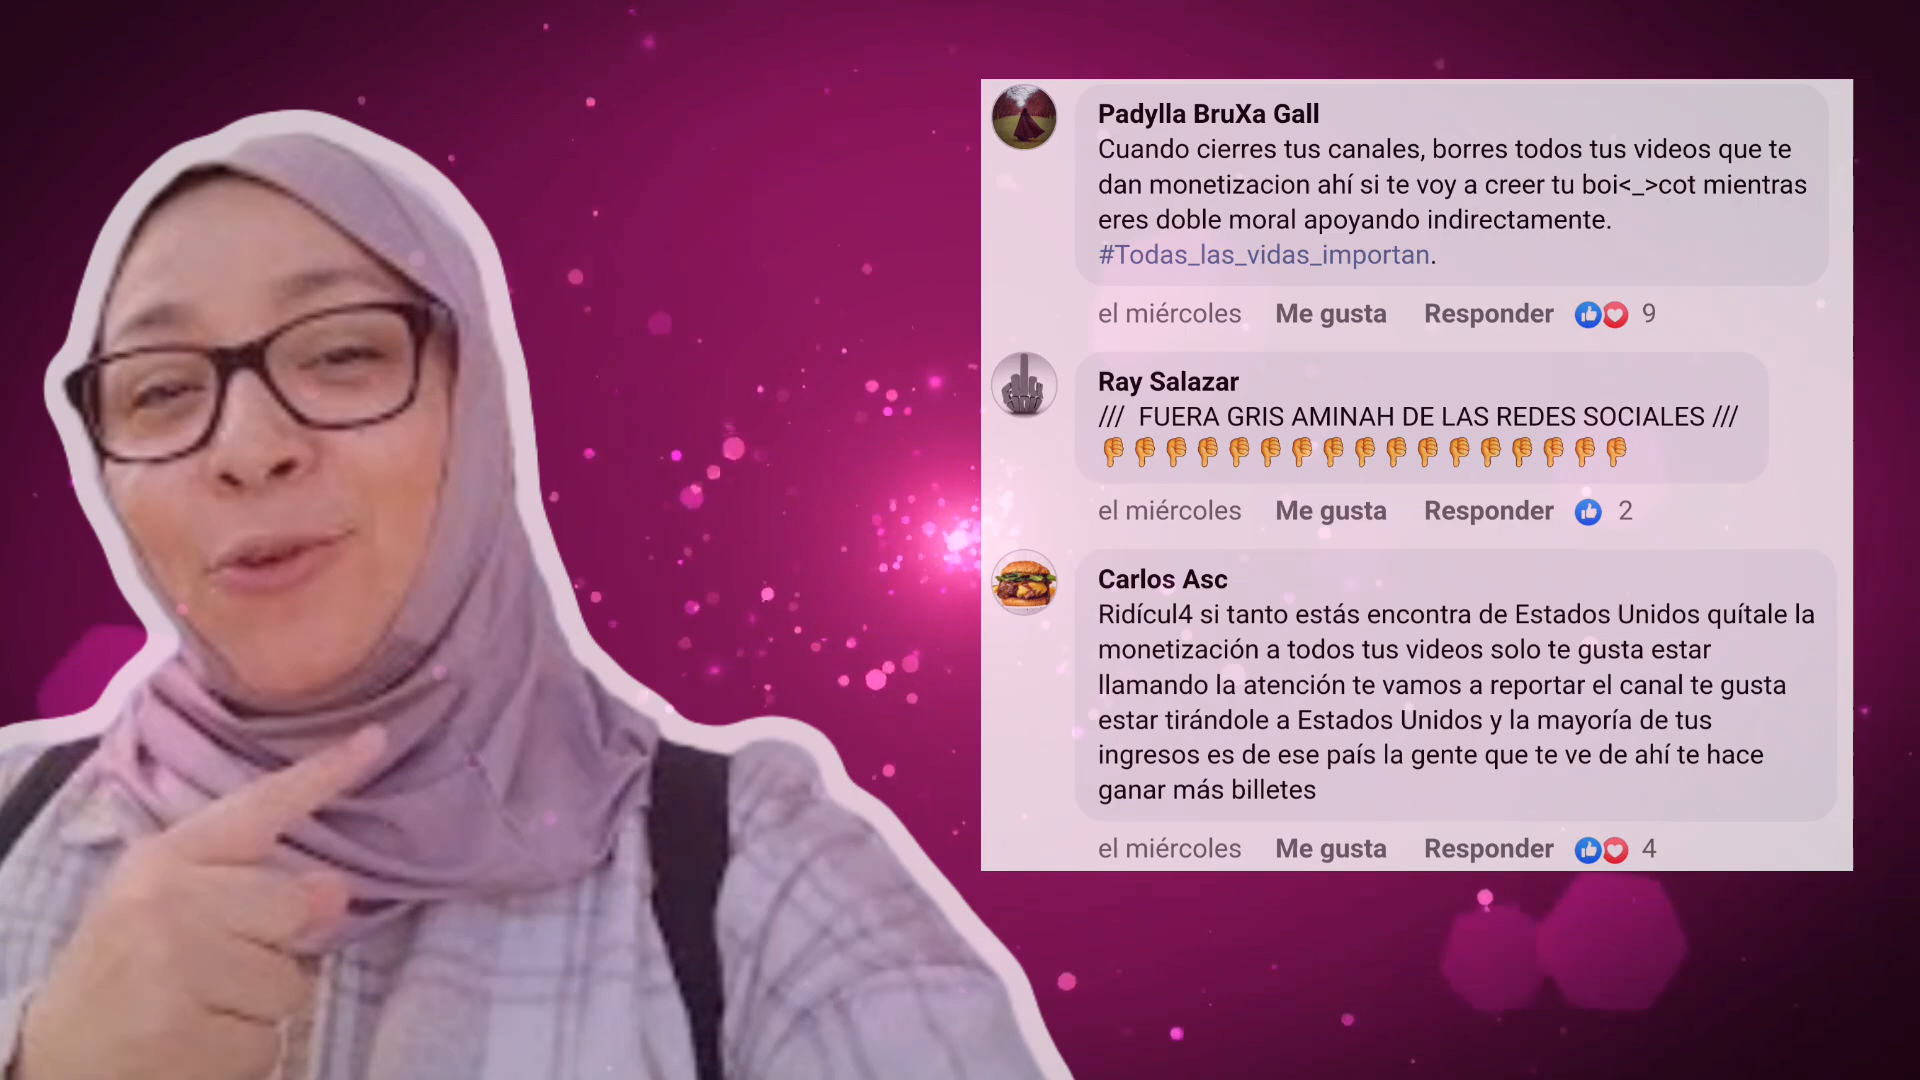 Padylla BruXa Gall
Cuando cierres tus canales, borres todos tus videos que te
dan monetizacion ahí si te voy a creer tu boi<_>cot mientras
eres doble moral apoyando indirectamente.
#Todas_las_vidas_importan.
el miércoles Me gusta Responder 9
Ray Salazar
/// FUERA GRIS AMINAH DE LAS REDES SOCIALES ///
👎👎👎👎👎👎👎👎👎👎👎👎👎👎👎👎👎
el miércoles Me gusta Responder 2
Carlos Asc
Ridícul4 si tanto estás encontra de Estados Unidos quítale la
monetización a todos tus videos solo te gusta estar
llamando la atención te vamos a reportar el canal te gusta
estar tirándole a Estados Unidos y la mayoría de tus
ingresos es de ese país la gente que te ve de ahí te hace
ganar más billetes
el miércoles Me gusta Responder 4